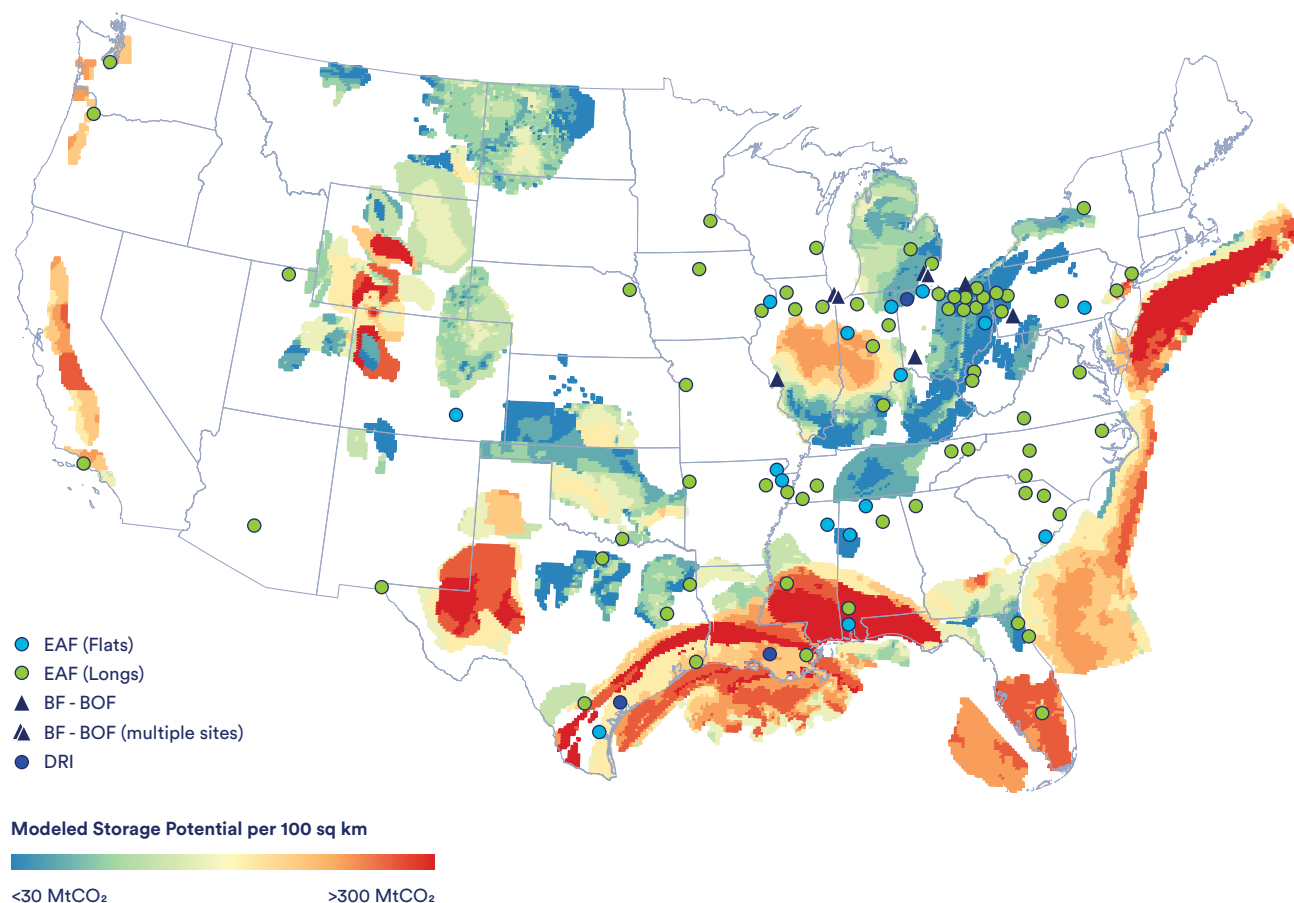 EAF (Flats)
EAF (Longs)
BF - BOF
BF - BOF (multiple sites)
DRI
Modeled Storage Potential per 100 sq km
<30 MtCO₂ >300 MtCO₂